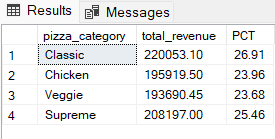 Results Messages
pizza_category total_revenue PCT
1 Classic 220053.10 26.91
2 Chicken 195919.50 23.96
3 Veggie 193690.45 23.68
4 Supreme 208197.00 25.46